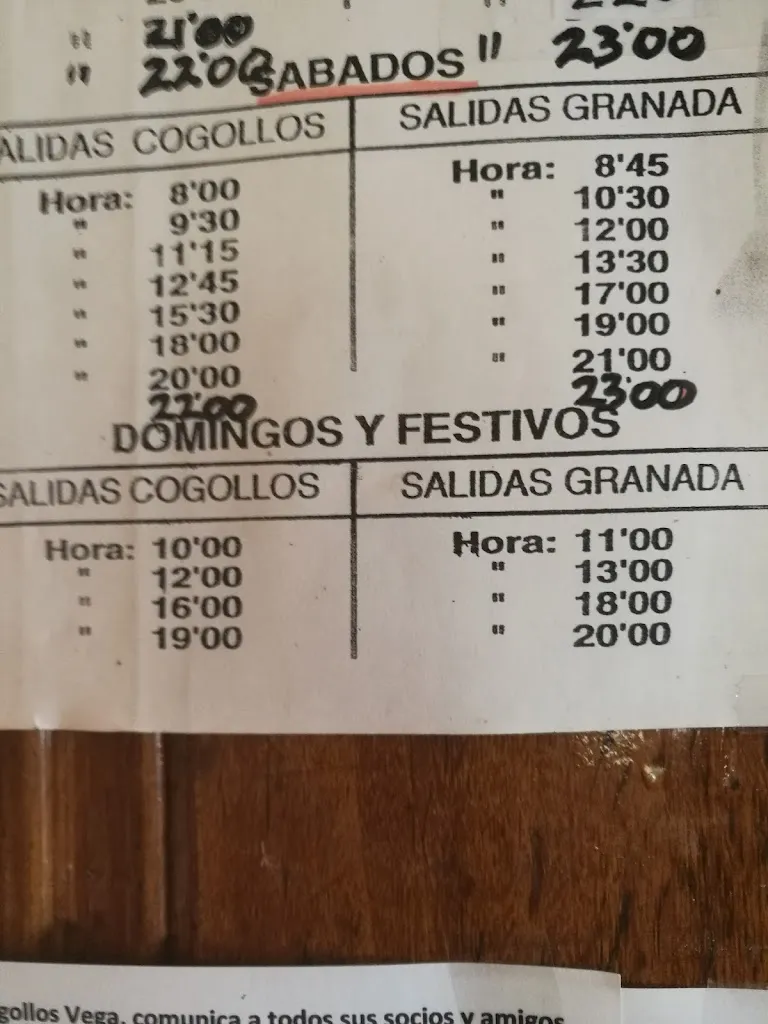 " 21'00
" 22'00 " 23'00
SABADOS
ALIDAS COGOLLOS SALIDAS GRANADA
Hora: 8'00 Hora: 8'45
" 9'30 " 10'30
" 11'15 " 12'00
" 12'45 " 13'30
" 15'30 " 17'00
" 18'00 " 19'00
" 20'00 " 21'00
22'00 23'00
DOMINGOS Y FESTIVOS
SALIDAS COGOLLOS SALIDAS GRANADA
Hora: 10'00 Hora: 11'00
" 12'00 " 13'00
" 16'00 " 18'00
" 19'00 " 20'00
gollos Vega, comunica a todos sus socios y amigos